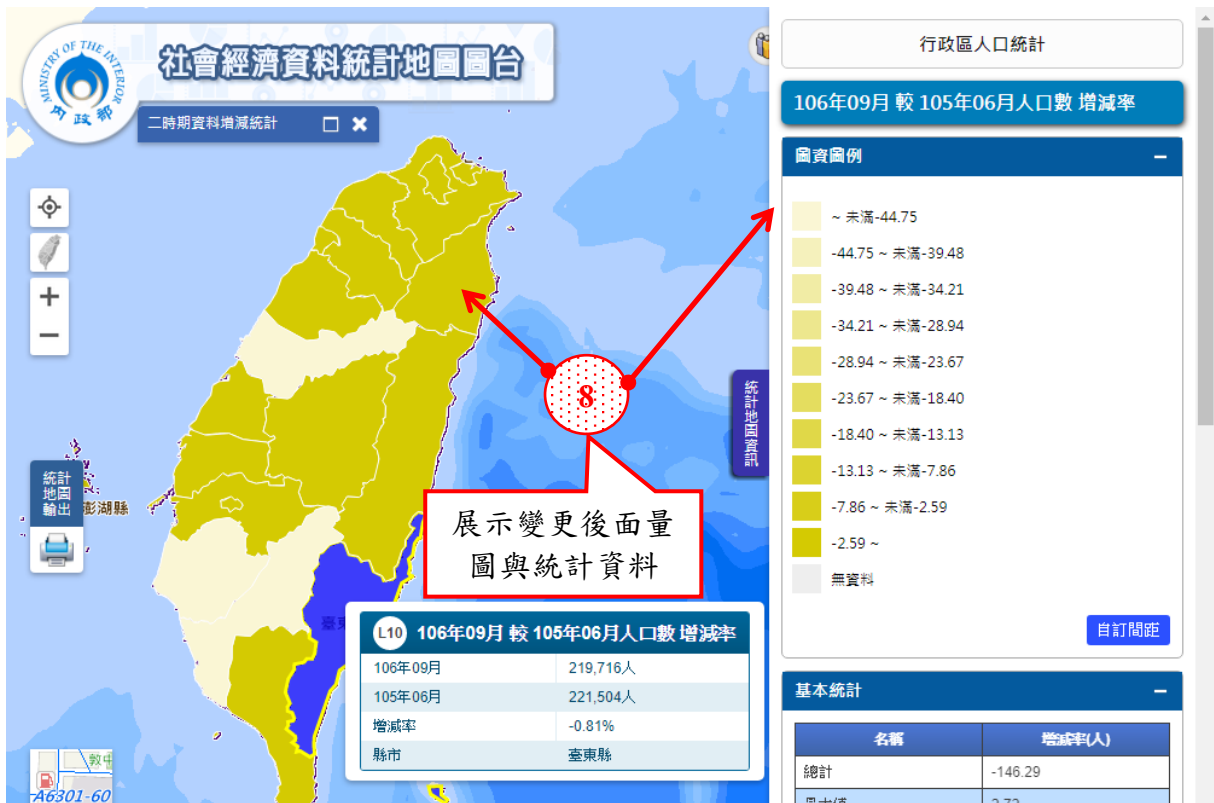 MINISTRY OF THE INTERIOR
內政部
社會經濟資料統計地圖圖台
二時期資料增減統計
統計
地圖
輸出
澎湖縣
8
展示變更後面量
圖與統計資料
統計地圖資訊
L10 106年09月 較 105年06月人口數 增減率
106年09月 219,716人
105年06月 221,504人
增減率 -0.81%
縣市 臺東縣
A6301-60
行政區人口統計
106年09月 較 105年06月人口數 增減率
圖資圖例
~ 未滿-44.75
-44.75 ~ 未滿-39.48
-39.48 ~ 未滿-34.21
-34.21 ~ 未滿-28.94
-28.94 ~ 未滿-23.67
-23.67 ~ 未滿-18.40
-18.40 ~ 未滿-13.13
-13.13 ~ 未滿-7.86
-7.86 ~ 未滿-2.59
-2.59 ~
無資料
自訂間距
基本統計
名稱 增減率(人)
總計 -146.29